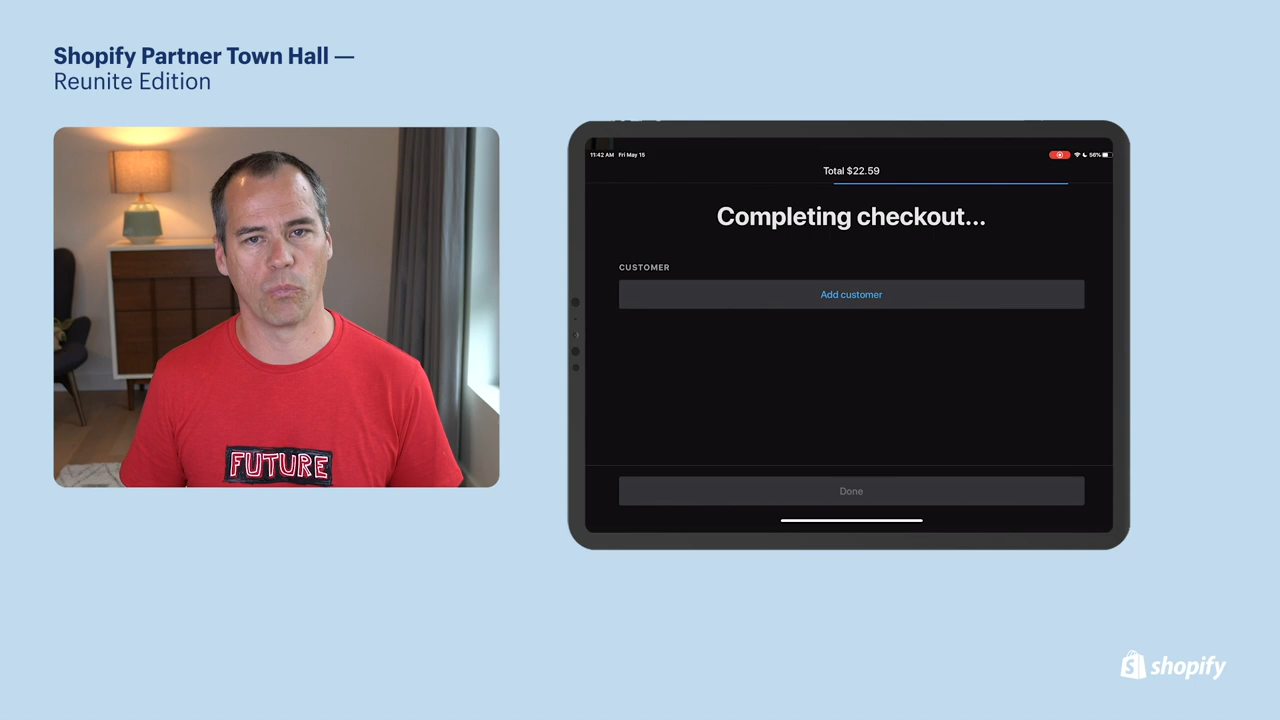 Shopify Partner Town Hall —
Reunite Edition
FUTURE
11:42 AM Fri May 15
56%
Total $22.59
Completing checkout...
CUSTOMER
Add customer
Done
shopify